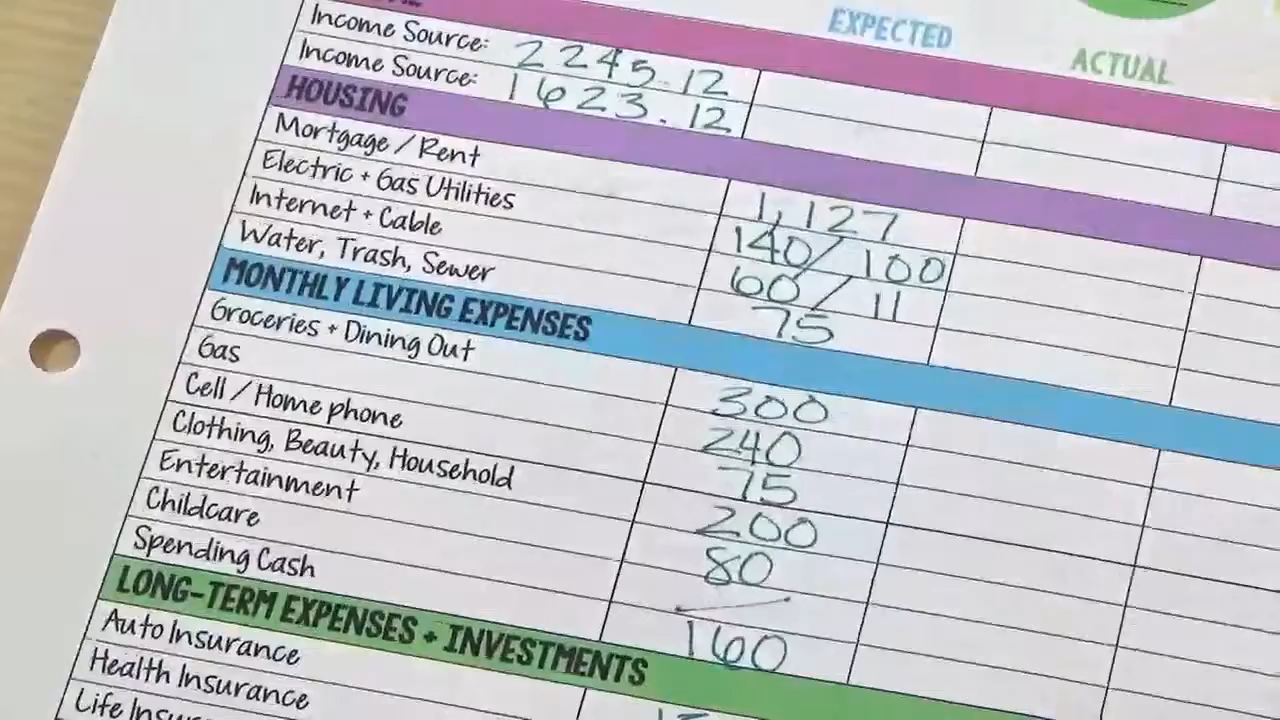 EXPECTED
ACTUAL
Income Source: 2245.12
Income Source: 1623.12
HOUSING
Mortgage / Rent 1,127
Electric + Gas Utilities 140/100
Internet + Cable 60/11
Water, Trash, Sewer 75
MONTHLY LIVING EXPENSES
Groceries + Dining Out 300
Gas 240
Cell / Home phone 75
Clothing, Beauty, Household 200
Entertainment 80
Childcare —
Spending Cash 160
LONG-TERM EXPENSES + INVESTMENTS
Auto Insurance
Health Insurance
Life